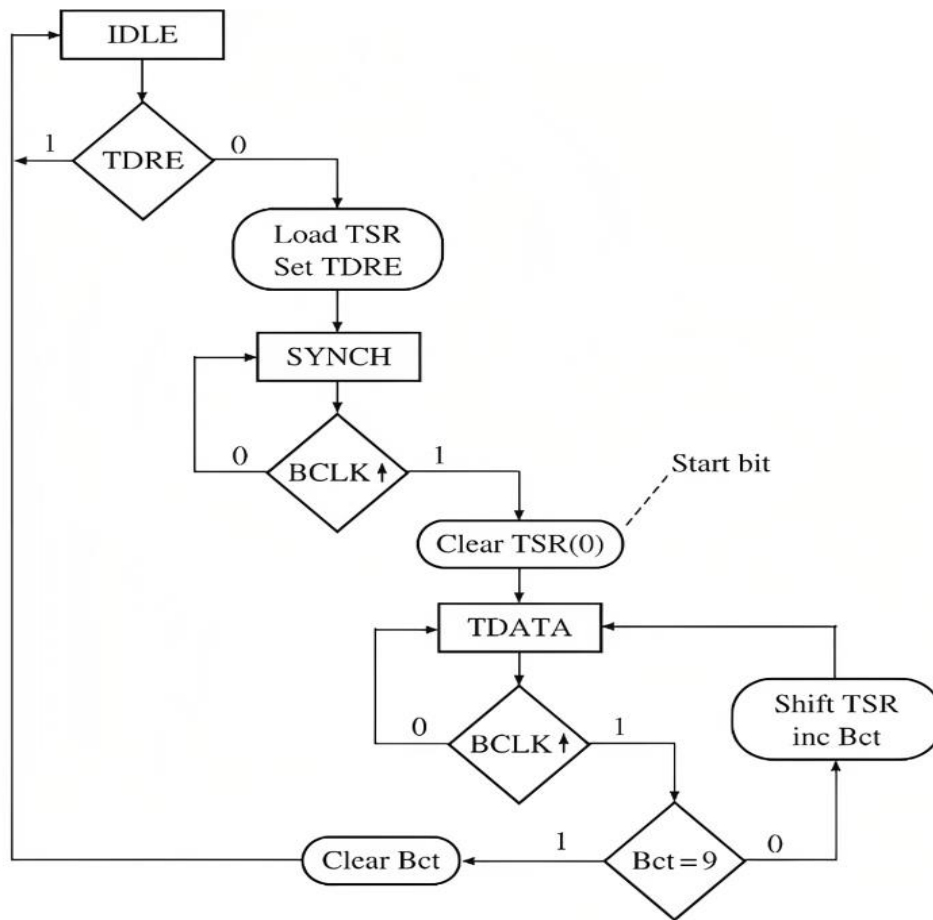 IDLE
1
TDRE
0
Load TSR
Set TDRE
SYNCH
0
BCLK ↑
1
Start bit
Clear TSR(0)
TDATA
0
BCLK ↑
1
Shift TSR
inc Bct
Clear Bct
1
Bct = 9
0